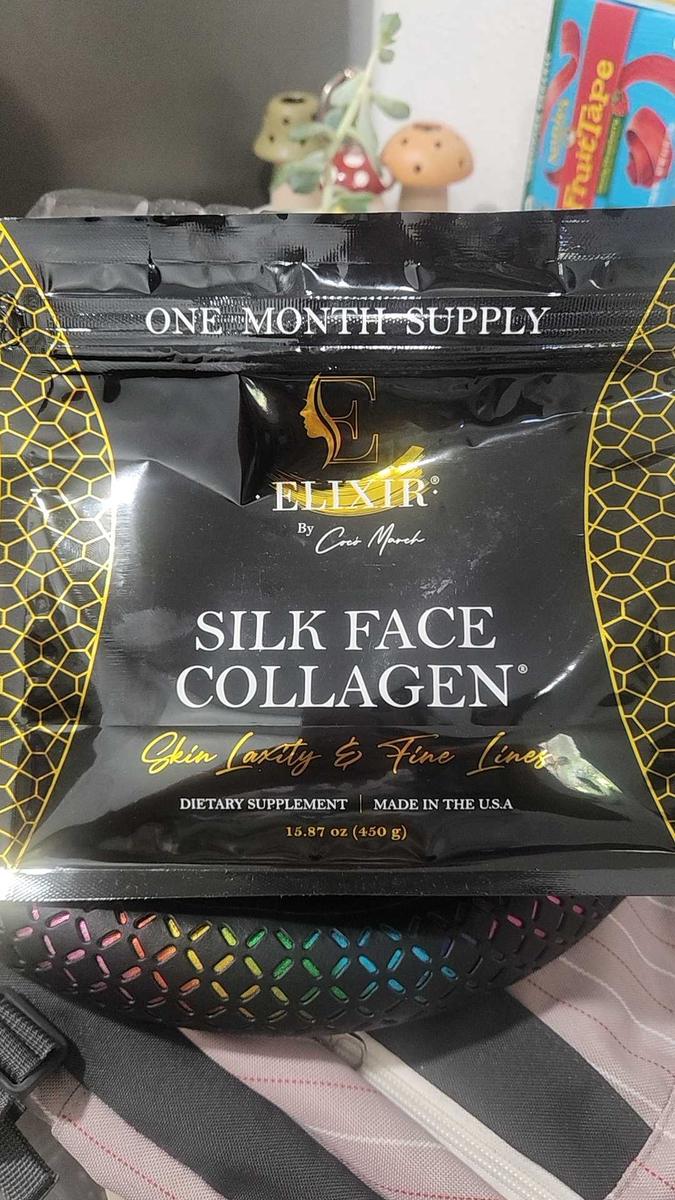 FruitTape
ONE MONTH SUPPLY
E
ELIXIR®
By Coco March
SILK FACE
COLLAGEN®
Skin Laxity & Fine Lines
DIETARY SUPPLEMENT | MADE IN THE U.S.A
15.87 oz (450 g)